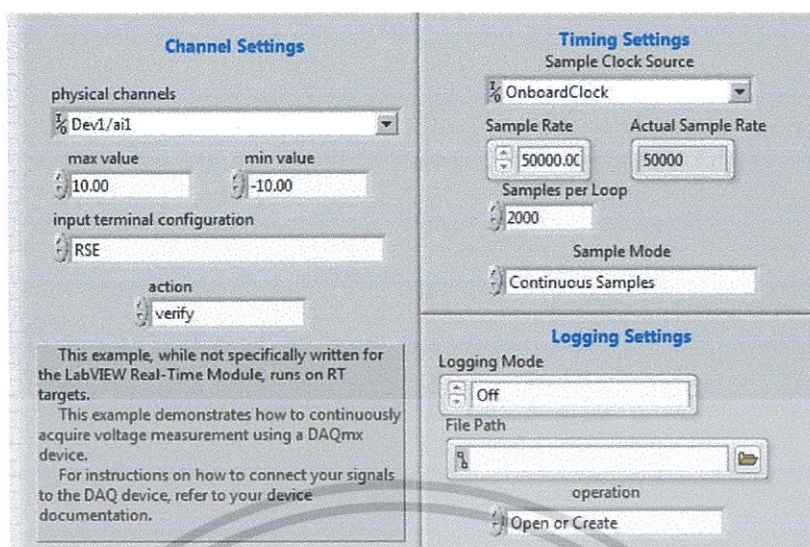 Channel Settings
physical channels
Dev1/ai1
max value
min value
10.00
-10.00
input terminal configuration
RSE
action
verify
This example, while not specifically written for
the LabVIEW Real-Time Module, runs on RT
targets.
This example demonstrates how to continuously
acquire voltage measurement using a DAQmx
device.
For instructions on how to connect your signals
to the DAQ device, refer to your device
documentation.
Timing Settings
Sample Clock Source
OnboardClock
Sample Rate
Actual Sample Rate
50000.0
50000
Samples per Loop
2000
Sample Mode
Continuous Samples
Logging Settings
Logging Mode
Off
File Path
operation
Open or Create